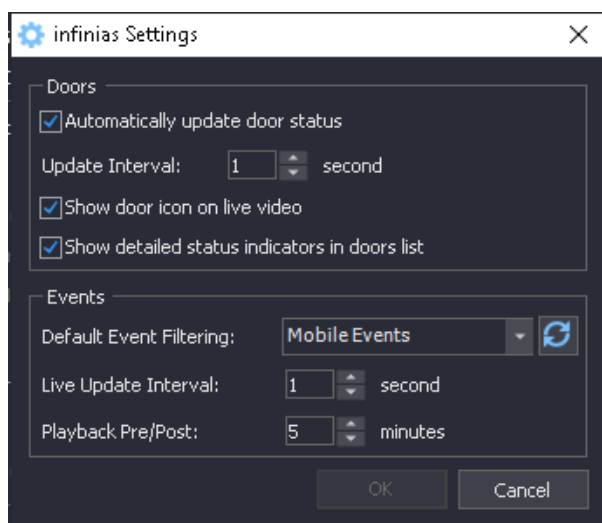 infinias Settings
Doors
Automatically update door status
Update Interval: 1 second
Show door icon on live video
Show detailed status indicators in doors list
Events
Default Event Filtering: Mobile Events
Live Update Interval: 1 second
Playback Pre/Post: 5 minutes
OK Cancel